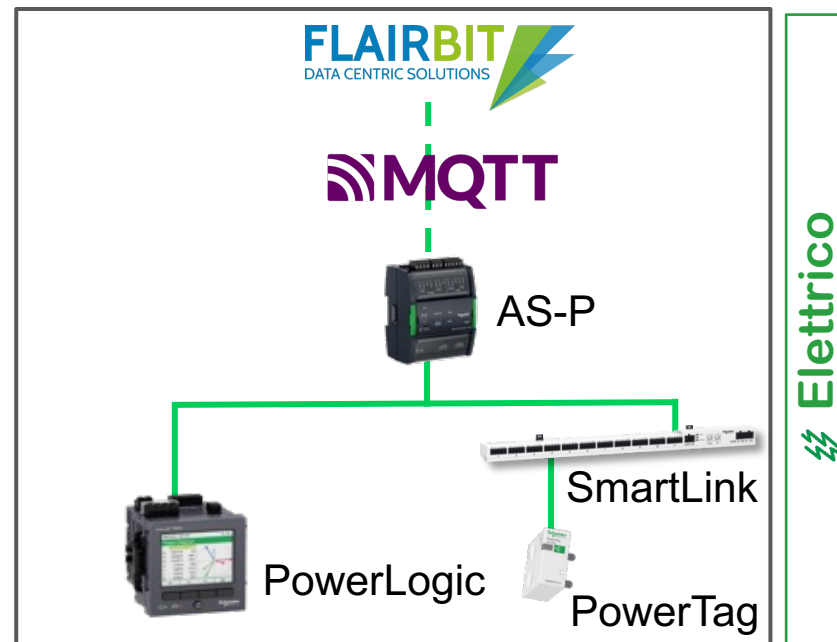 FLAIRBIT
DATA CENTRIC SOLUTIONS
MQTT
AS-P
SmartLink
PowerLogic
PowerTag
Elettrico